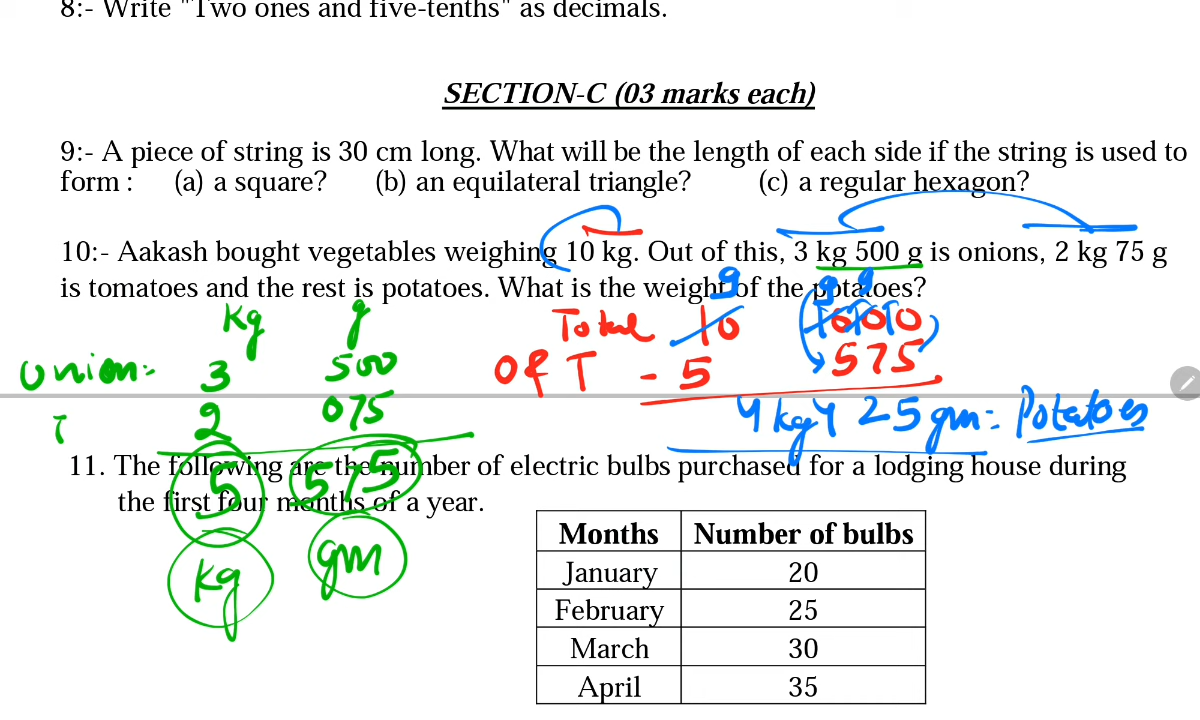 8:- Write "Two ones and five-tenths" as decimals.
SECTION-C (03 marks each)
9:- A piece of string is 30 cm long. What will be the length of each side if the string is used to
form : (a) a square? (b) an equilateral triangle? (c) a regular hexagon?
10:- Aakash bought vegetables weighing 10 kg. Out of this, 3 kg 500 g is onions, 2 kg 75 g
is tomatoes and the rest is potatoes. What is the weight of the potatoes?
kg g
Total 10
Union:- 3 500
O & T - 5 575
T 2 075
4 kg 425 gm = Potatoes
5 575
kg gm
11. The following are the number of electric bulbs purchased for a lodging house during
the first four months of a year.
Months Number of bulbs
January 20
February 25
March 30
April 35